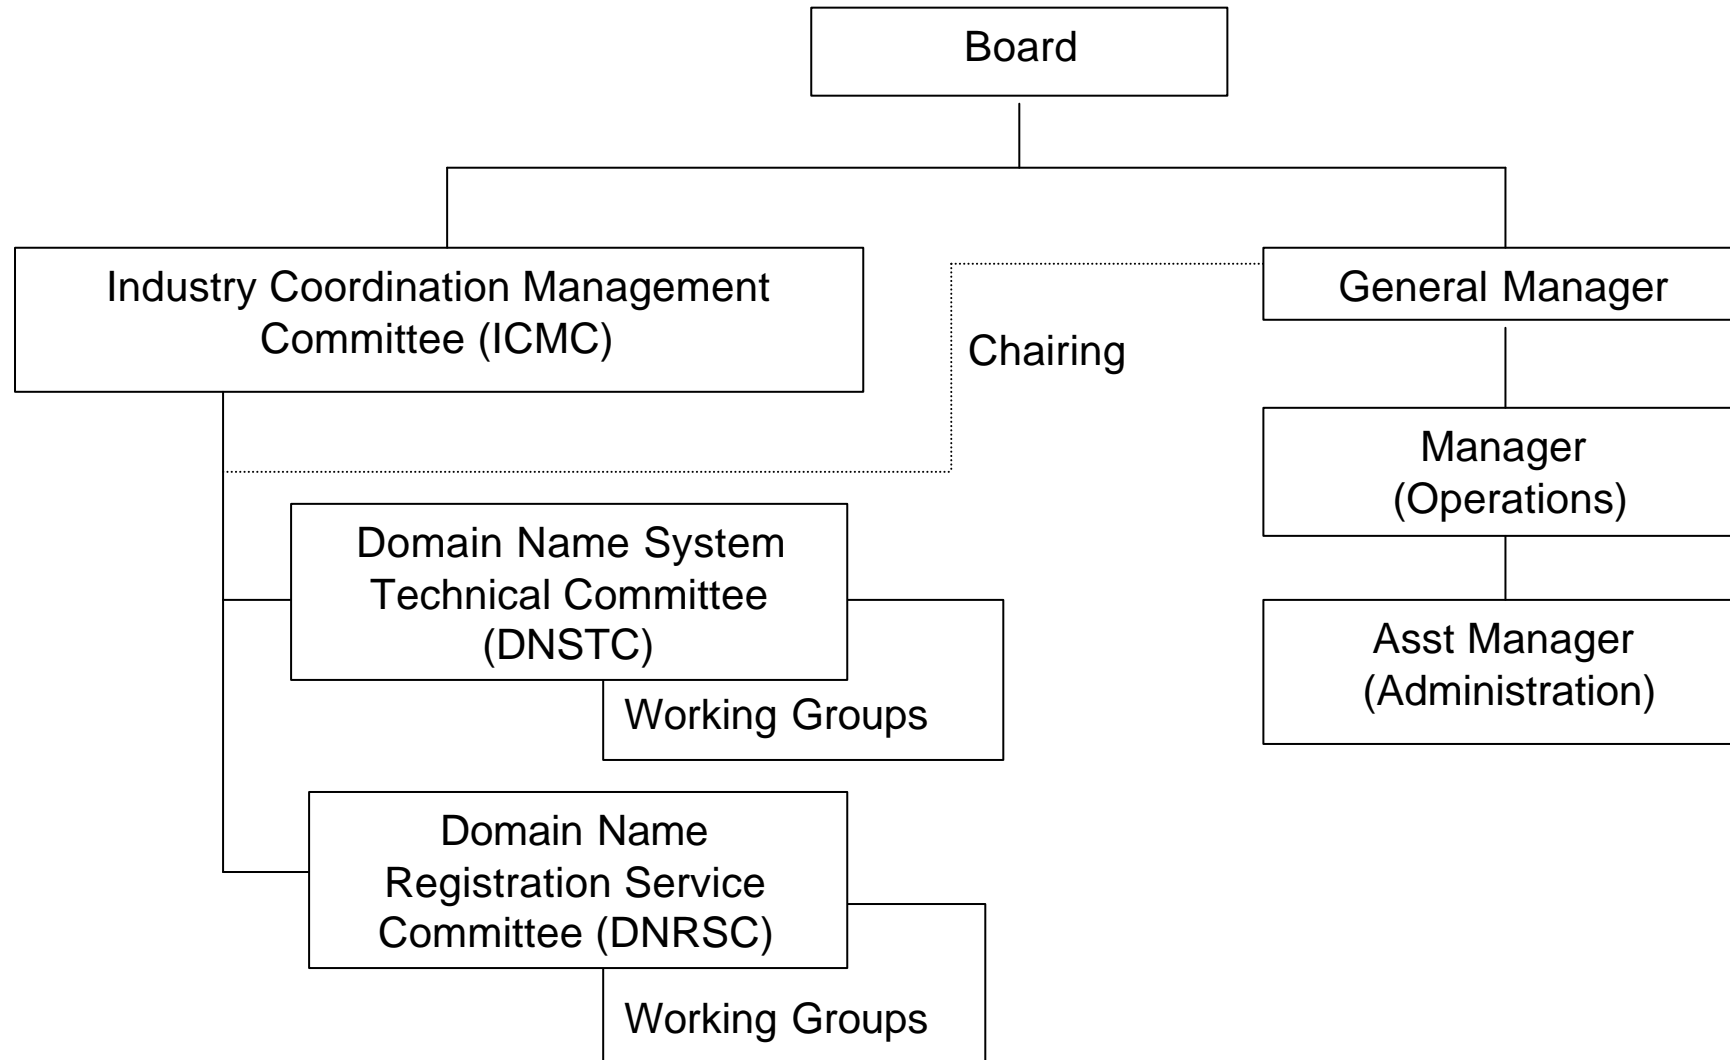 Board
Industry Coordination Management
Committee (ICMC)
General Manager
Chairing
Manager
(Operations)
Domain Name System
Technical Committee
(DNSTC)
Asst Manager
(Administration)
Working Groups
Domain Name
Registration Service
Committee (DNRSC)
Working Groups